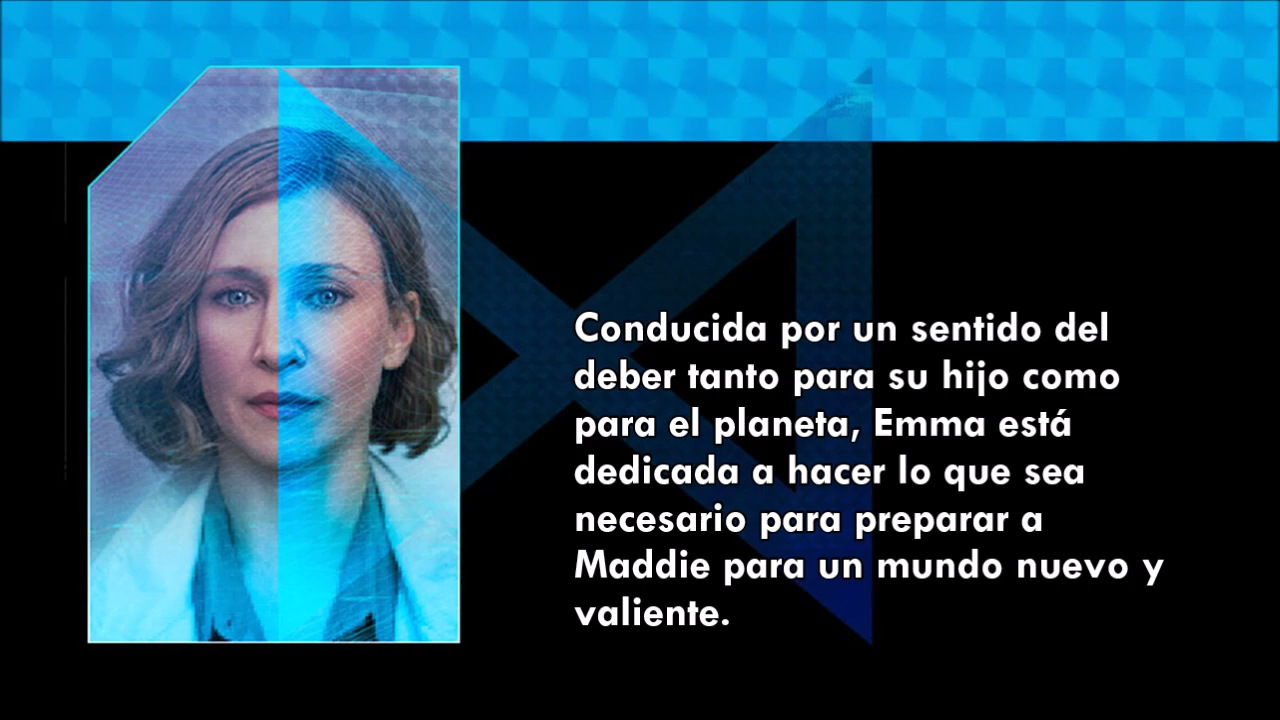 Conducida por un sentido del
deber tanto para su hijo como
para el planeta, Emma está
dedicada a hacer lo que sea
necesario para preparar a
Maddie para un mundo nuevo y
valiente.